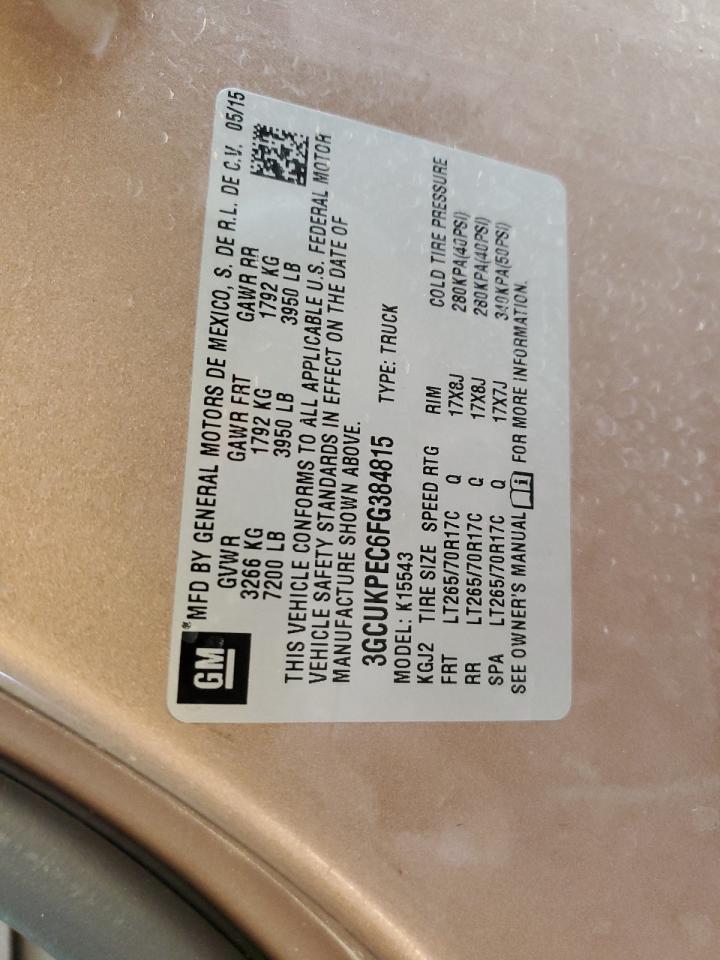 GM
® MFD BY GENERAL MOTORS DE MEXICO, S. DE R.L. DE C.V. 05/15
GVWR GAWR FRT GAWR RR
3266 KG 1792 KG 1792 KG
7200 LB 3950 LB 3950 LB
THIS VEHICLE CONFORMS TO ALL APPLICABLE U.S. FEDERAL MOTOR
VEHICLE SAFETY STANDARDS IN EFFECT ON THE DATE OF
MANUFACTURE SHOWN ABOVE.
3GCUKPEC6FG384815 TYPE: TRUCK
MODEL: K15543
KGJ2 TIRE SIZE SPEED RTG RIM COLD TIRE PRESSURE
FRT LT265/70R17C Q 17X8J 280KPA(40PSI)
RR LT265/70R17C Q 17X8J 280KPA(40PSI)
SPA LT265/70R17C Q 17X7J 340KPA(50PSI)
SEE OWNER'S MANUAL i FOR MORE INFORMATION.